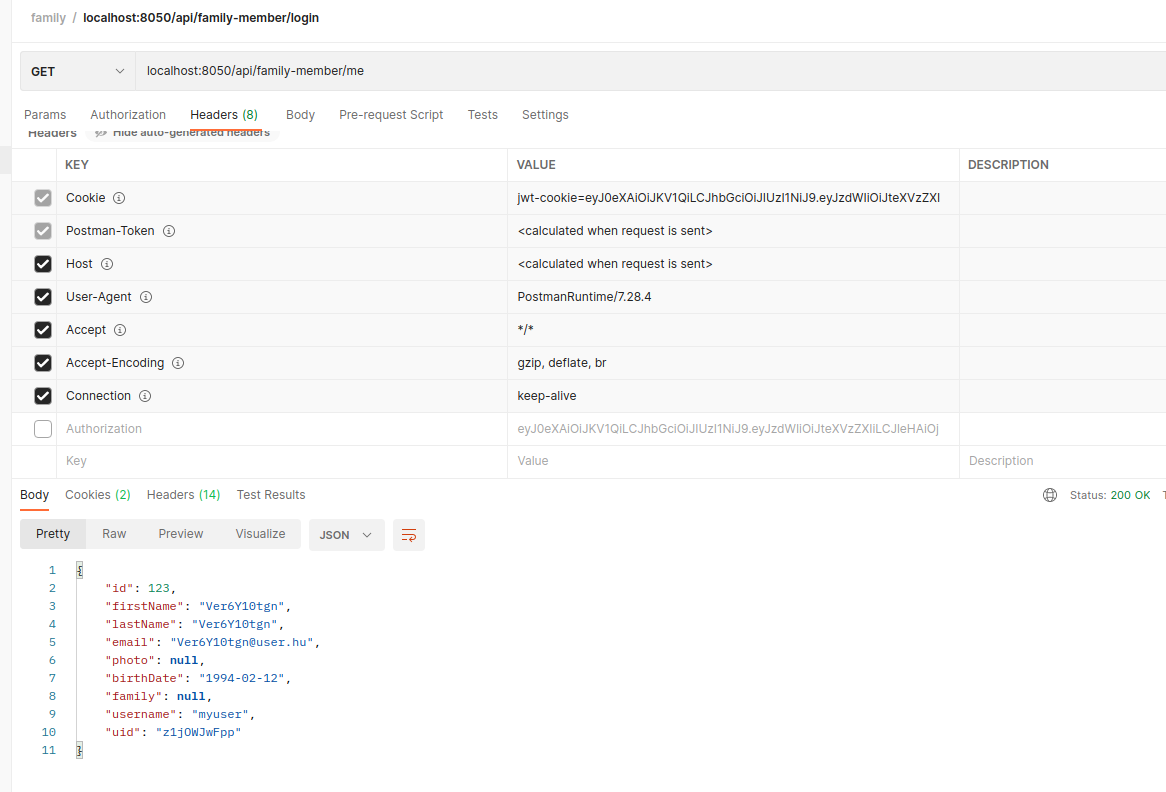 family / localhost:8050/api/family-member/login
GET localhost:8050/api/family-member/me
Params Authorization Headers (8) Body Pre-request Script Tests Settings
Headers Hide auto-generated headers
KEY VALUE DESCRIPTION
Cookie jwt-cookie=eyJ0eXAiOiJKV1QiLCJhbGciOiJIUzI1NiJ9.eyJzdWIiOiJteXVzZXI
Postman-Token <calculated when request is sent>
Host <calculated when request is sent>
User-Agent PostmanRuntime/7.28.4
Accept */*
Accept-Encoding gzip, deflate, br
Connection keep-alive
Authorization eyJ0eXAiOiJKV1QiLCJhbGciOiJIUzI1NiJ9.eyJzdWIiOiJteXVzZXIiLCJleHAiOj
Key Value Description
Body Cookies (2) Headers (14) Test Results Status: 200 OK
Pretty Raw Preview Visualize JSON
1 {
2 "id": 123,
3 "firstName": "Ver6Y10tgn",
4 "lastName": "Ver6Y10tgn",
5 "email": "Ver6Y10tgn@user.hu",
6 "photo": null,
7 "birthDate": "1994-02-12",
8 "family": null,
9 "username": "myuser",
10 "uid": "z1jOWJwFpp"
11 }